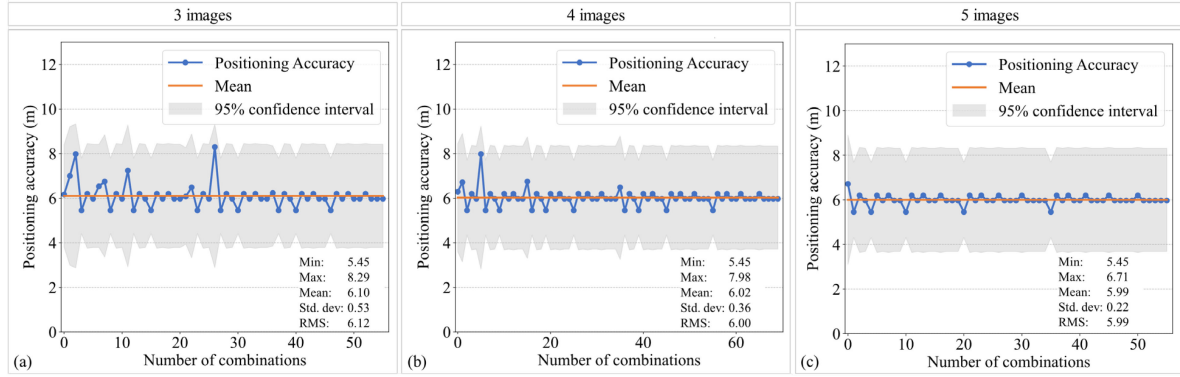 3 images
4 images
5 images
Positioning accuracy (m)
12
10
8
6
4
2
0
Positioning Accuracy
Mean
95% confidence interval
Min: 5.45
Max: 8.29
Mean: 6.10
Std. dev: 0.53
RMS: 6.12
0 10 20 30 40 50
(a) Number of combinations
Positioning accuracy (m)
12
10
8
6
4
2
0
Positioning Accuracy
Mean
95% confidence interval
Min: 5.45
Max: 7.98
Mean: 6.02
Std. dev: 0.36
RMS: 6.00
0 20 40 60
(b) Number of combinations
Positioning accuracy (m)
12
10
8
6
4
2
0
Positioning Accuracy
Mean
95% confidence interval
Min: 5.45
Max: 6.71
Mean: 5.99
Std. dev: 0.22
RMS: 5.99
0 10 20 30 40 50
(c) Number of combinations